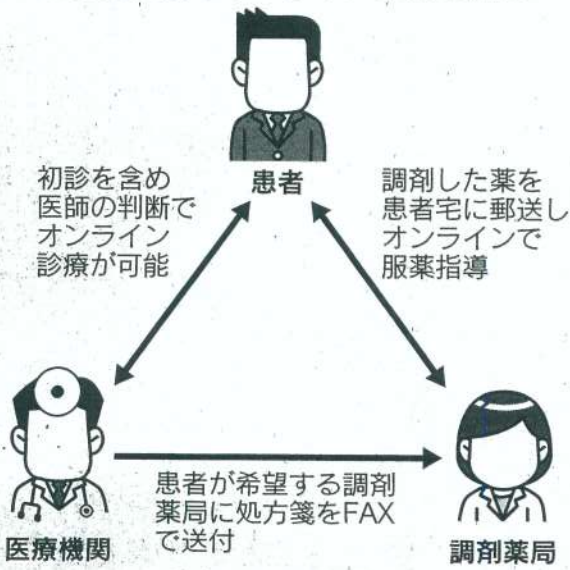 患者
初診を含め
医師の判断で
オンライン
診療が可能
調剤した薬を
患者宅に郵送し
オンラインで
服薬指導
患者が希望する調剤
薬局に処方箋をFAX
で送付
医療機関
調剤薬局